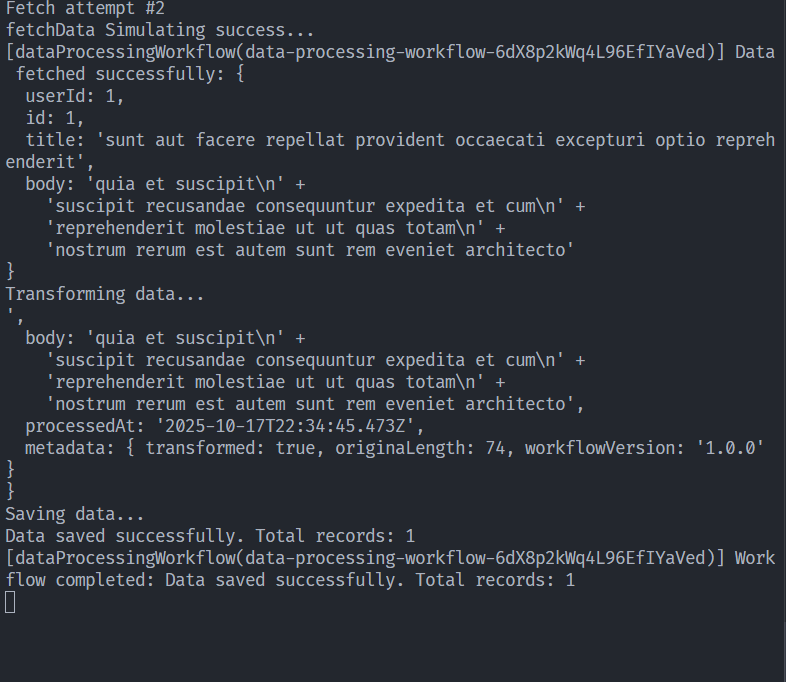 Fetch attempt #2
fetchData Simulating success...
[dataProcessingWorkflow(data-processing-workflow-6dX8p2kWq4L96EfIYaVed)] Data
 fetched successfully: {
  userId: 1,
  id: 1,
  title: 'sunt aut facere repellat provident occaecati excepturi optio repreh
enderit',
  body: 'quia et suscipit\n' +
    'suscipit recusandae consequuntur expedita et cum\n' +
    'reprehenderit molestiae ut ut quas totam\n' +
    'nostrum rerum est autem sunt rem eveniet architecto'
}
Transforming data...
',
  body: 'quia et suscipit\n' +
    'suscipit recusandae consequuntur expedita et cum\n' +
    'reprehenderit molestiae ut ut quas totam\n' +
    'nostrum rerum est autem sunt rem eveniet architecto',
  processedAt: '2025-10-17T22:34:45.473Z',
  metadata: { transformed: true, originaLength: 74, workflowVersion: '1.0.0'
}
}
Saving data...
Data saved successfully. Total records: 1
[dataProcessingWorkflow(data-processing-workflow-6dX8p2kWq4L96EfIYaVed)] Work
flow completed: Data saved successfully. Total records: 1